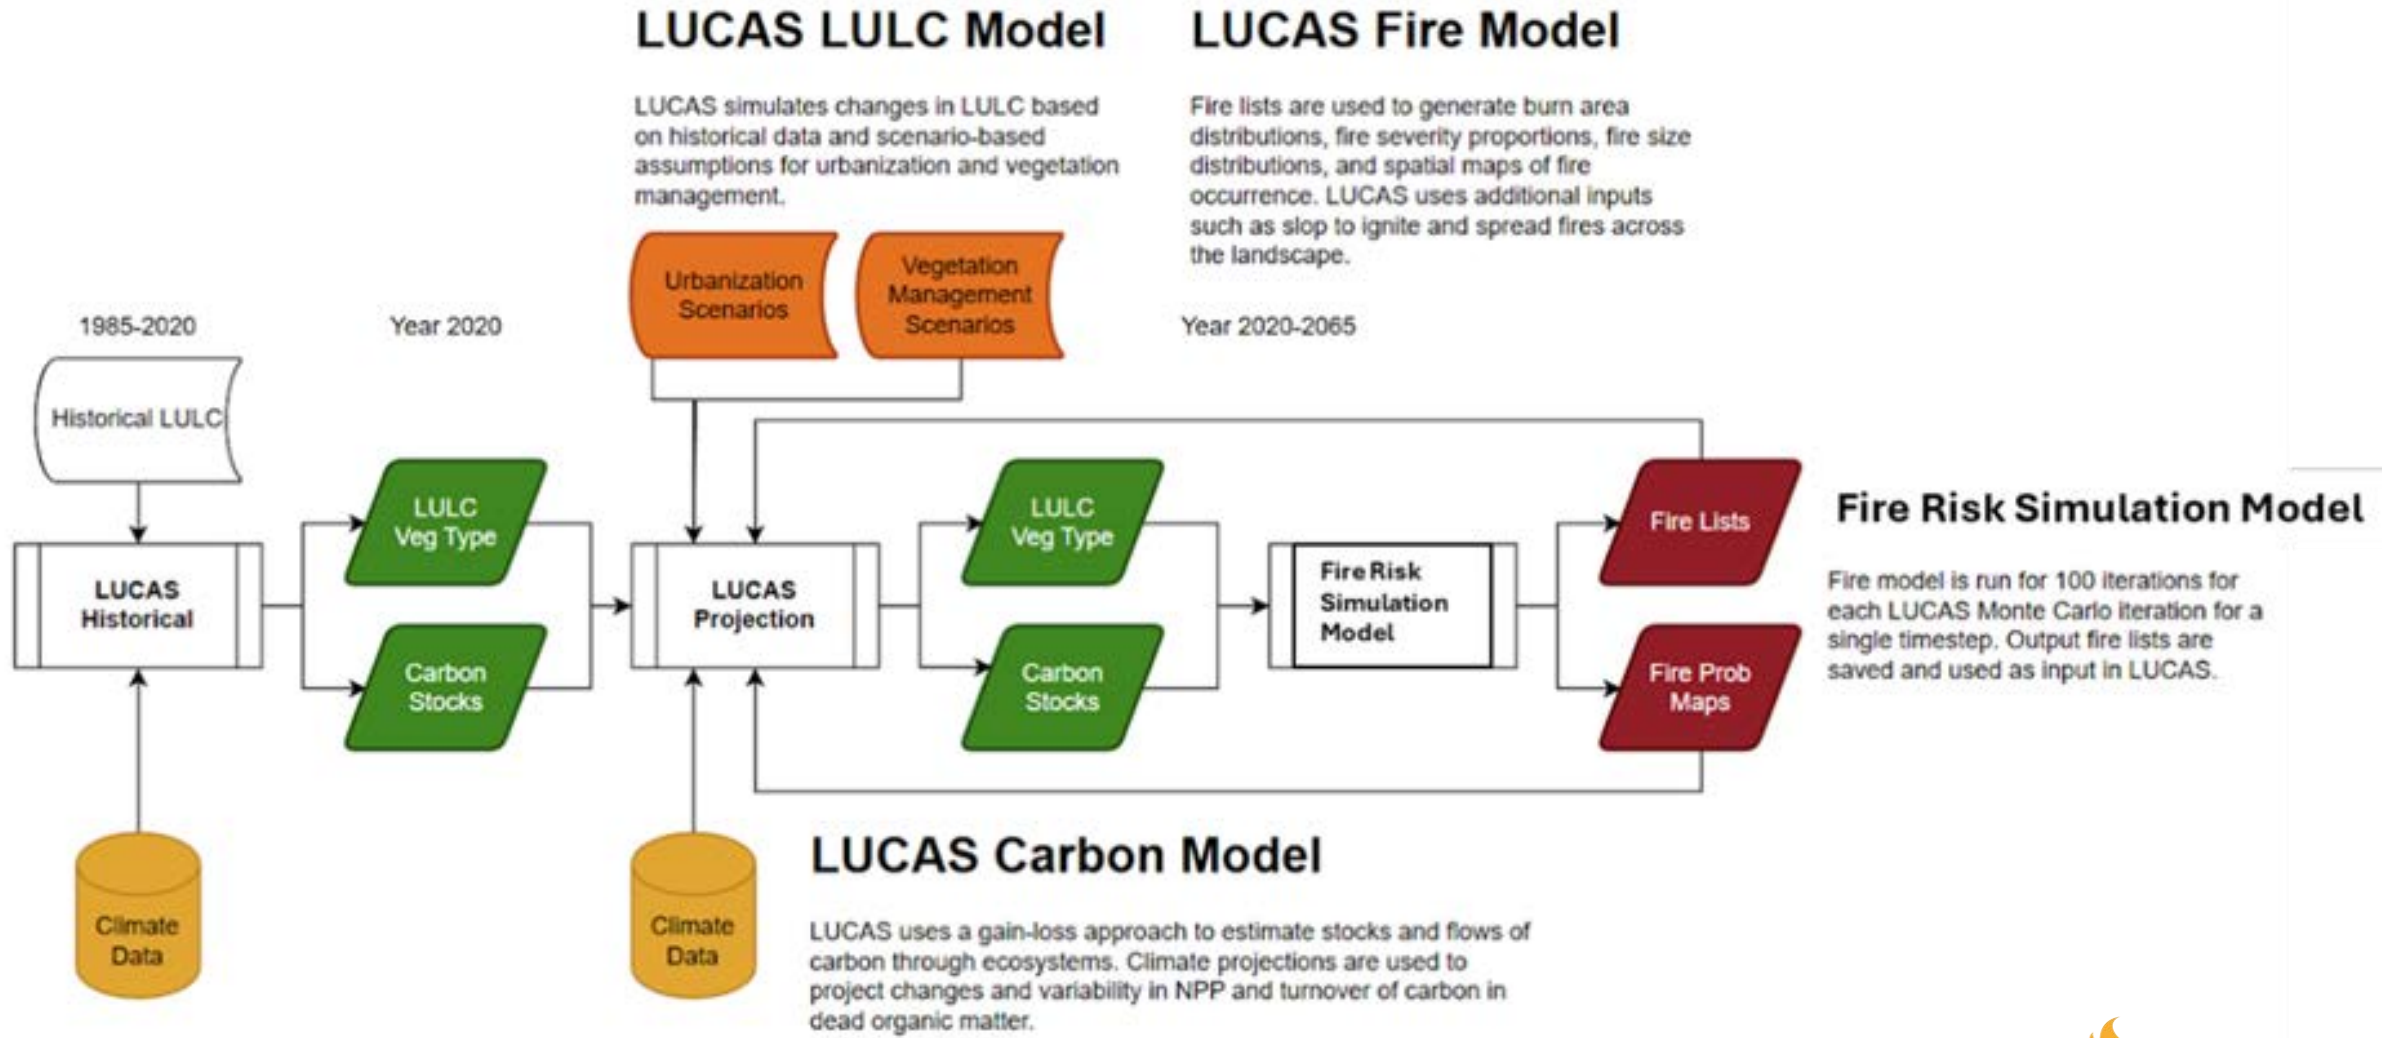 LUCAS LULC Model
LUCAS simulates changes in LULC based
on historical data and scenario-based
assumptions for urbanization and vegetation
management.
LUCAS Fire Model
Fire lists are used to generate burn area
distributions, fire severity proportions, fire size
distributions, and spatial maps of fire
occurrence. LUCAS uses additional inputs
such as slop to ignite and spread fires across
the landscape.
Urbanization
Scenarios
Vegetation
Management
Scenarios
1985-2020
Year 2020
Year 2020-2065
Historical LULC
LUCAS
Historical
LULC
Veg Type
Carbon
Stocks
LUCAS
Projection
LULC
Veg Type
Carbon
Stocks
Fire Risk
Simulation
Model
Fire Lists
Fire Prob
Maps
Fire Risk Simulation Model
Fire model is run for 100 iterations for
each LUCAS Monte Carlo iteration for a
single timestep. Output fire lists are
saved and used as input in LUCAS.
Climate
Data
Climate
Data
LUCAS Carbon Model
LUCAS uses a gain-loss approach to estimate stocks and flows of
carbon through ecosystems. Climate projections are used to
project changes and variability in NPP and turnover of carbon in
dead organic matter.